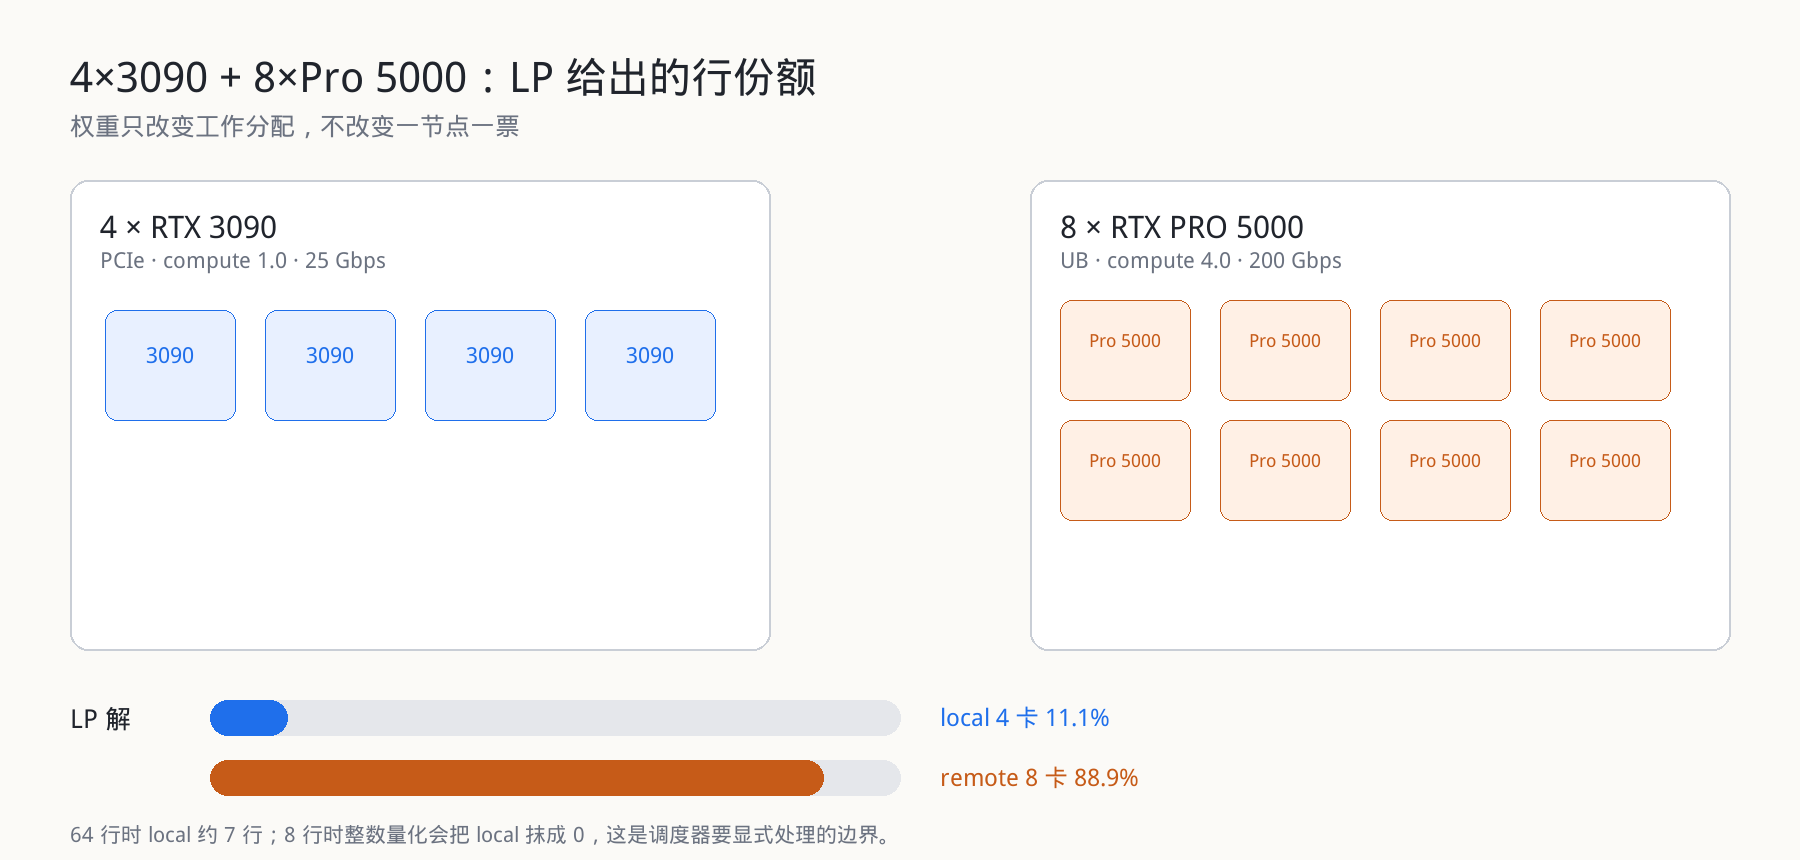 4×3090 + 8×Pro 5000：LP 给出的行份额
权重只改变工作分配，不改变一节点一票
4 × RTX 3090
PCIe · compute 1.0 · 25 Gbps
3090 3090 3090 3090
8 × RTX PRO 5000
UB · compute 4.0 · 200 Gbps
Pro 5000 Pro 5000 Pro 5000 Pro 5000
Pro 5000 Pro 5000 Pro 5000 Pro 5000
LP 解
local 4 卡 11.1%
remote 8 卡 88.9%
64 行时 local 约 7 行；8 行时整数量化会把 local 抹成 0，这是调度器要显式处理的边界。